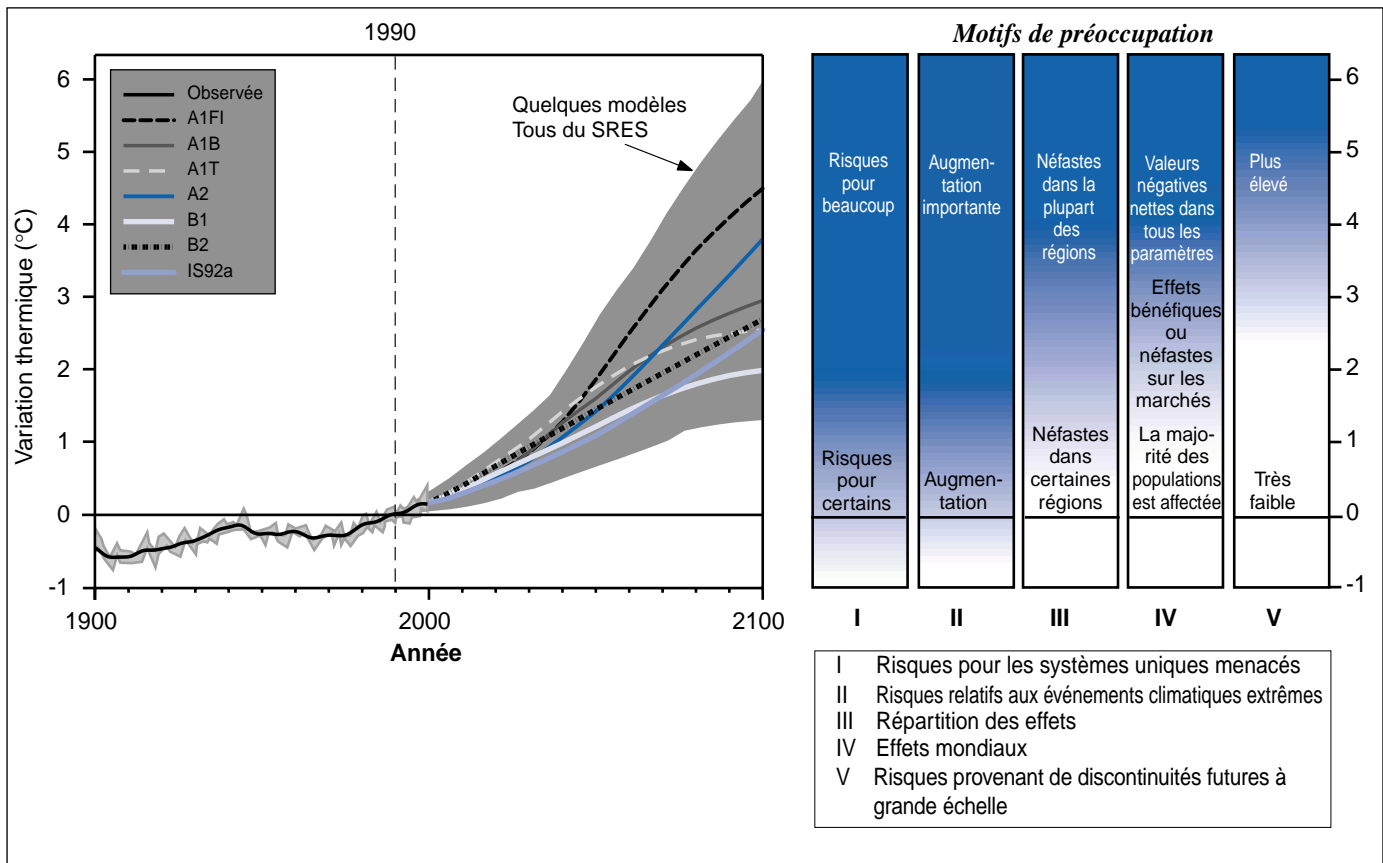 1990
Motifs de préoccupation
6
5
4
3
2
1
0
-1
Variation thermique (°C)
Observée
A1FI
A1B
A1T
A2
B1
B2
IS92a
Quelques modèles
Tous du SRES
1900
2000
2100
Année
Risques
pour
beaucoup
Risques
pour
certains
Augmen-
tation
importante
Augmen-
tation
Néfastes
dans la
plupart
des
régions
Néfastes
dans
certaines
régions
Valeurs
négatives
nettes dans
tous les
paramètres
Effets
bénéfiques
ou
néfastes
sur les
marchés
La majo-
rité des
populations
est affectée
Plus
élevé
Très
faible
6
5
4
3
2
1
0
-1
I
II
III
IV
V
I Risques pour les systèmes uniques menacés
II Risques relatifs aux événements climatiques extrêmes
III Répartition des effets
IV Effets mondiaux
V Risques provenant de discontinuités futures à
grande échelle